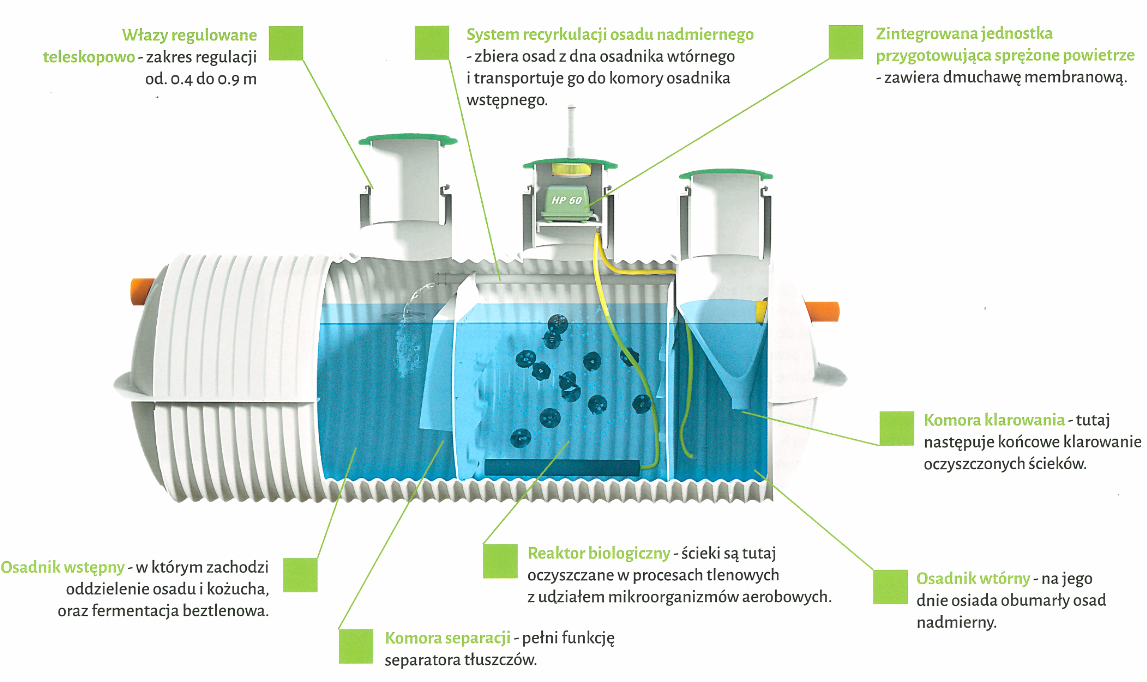 Włazy regulowane
teleskopowo - zakres regulacji
od. 0.4 do 0.9 m
System recyrkulacji osadu nadmiernego
- zbiera osad z dna osadnika wtórnego
i transportuje go do komory osadnika
wstępnego.
Zintegrowana jednostka
przygotowująca sprężone powietrze
- zawiera dmuchawę membranową.
HP 60
Komora klarowania - tutaj
następuje końcowe klarowanie
oczyszczonych ścieków.
Osadnik wstępny - w którym zachodzi
oddzielenie osadu i kożucha,
oraz fermentacja beztlenowa.
Reaktor biologiczny - ścieki są tutaj
oczyszczane w procesach tlenowych
z udziałem mikroorganizmów aerobowych.
Osadnik wtórny - na jego
dnie osiada obumarły osad
nadmierny.
Komora separacji - pełni funkcję
separatora tłuszczów.